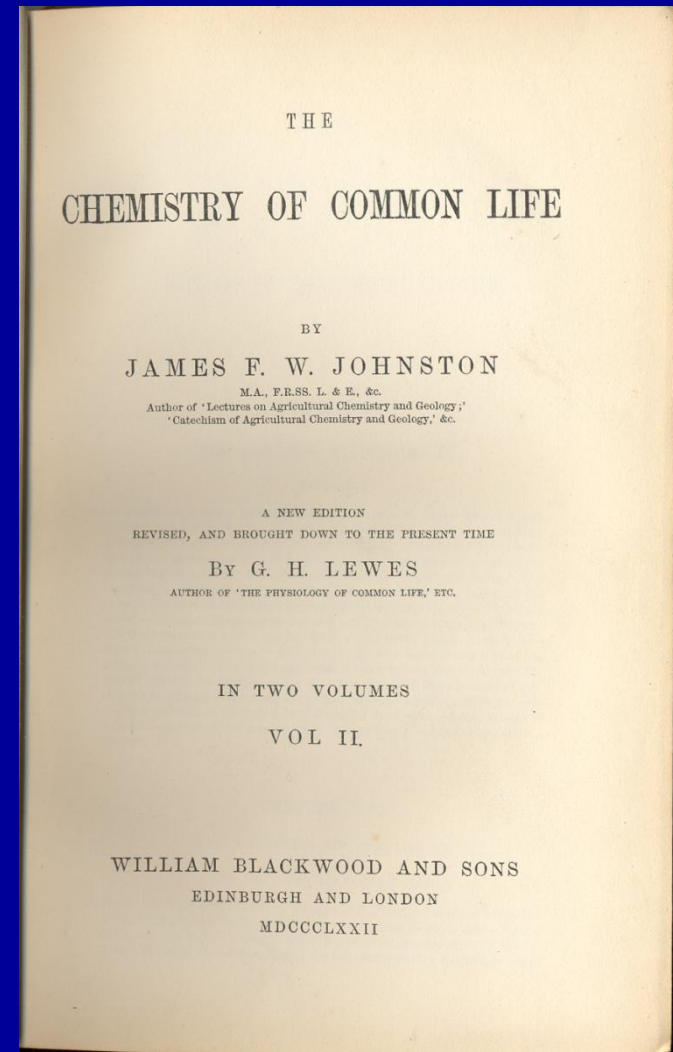 THE
CHEMISTRY OF COMMON LIFE
BY
JAMES F. W. JOHNSTON
M.A., F.R.SS. L. & E., &c.
Author of 'Lectures on Agricultural Chemistry and Geology;'
'Catechism of Agricultural Chemistry and Geology,' &c.
A NEW EDITION
REVISED, AND BROUGHT DOWN TO THE PRESENT TIME
BY G. H. LEWES
AUTHOR OF 'THE PHYSIOLOGY OF COMMON LIFE,' ETC.
IN TWO VOLUMES
VOL II.
WILLIAM BLACKWOOD AND SONS
EDINBURGH AND LONDON
MDCCCLXXII